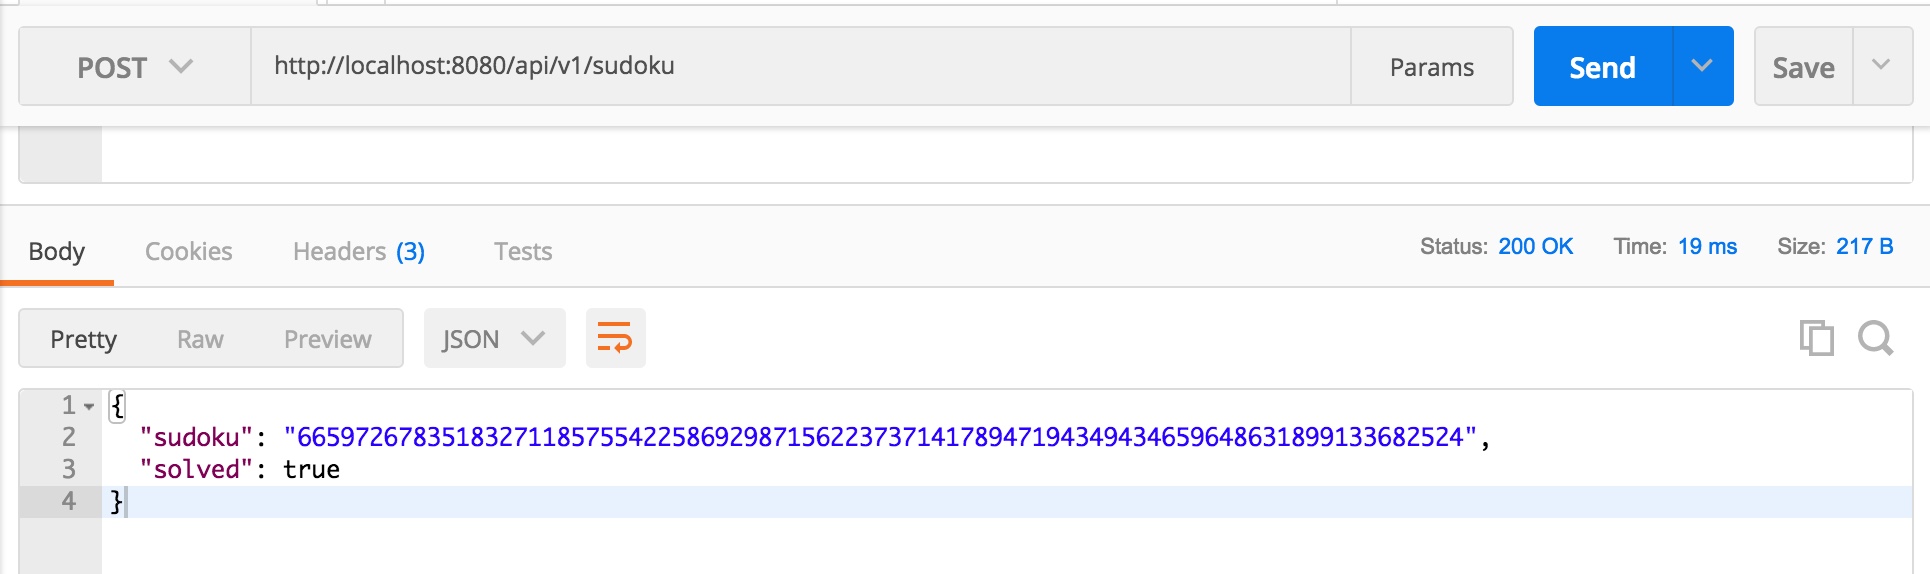 POST http://localhost:8080/api/v1/sudoku Params Send Save
Body Cookies Headers (3) Tests Status: 200 OK Time: 19 ms Size: 217 B
Pretty Raw Preview JSON
1 {
2 "sudoku": "665972678351832711857554225869298715622373714178947194349434659648631899133682524",
3 "solved": true
4 }